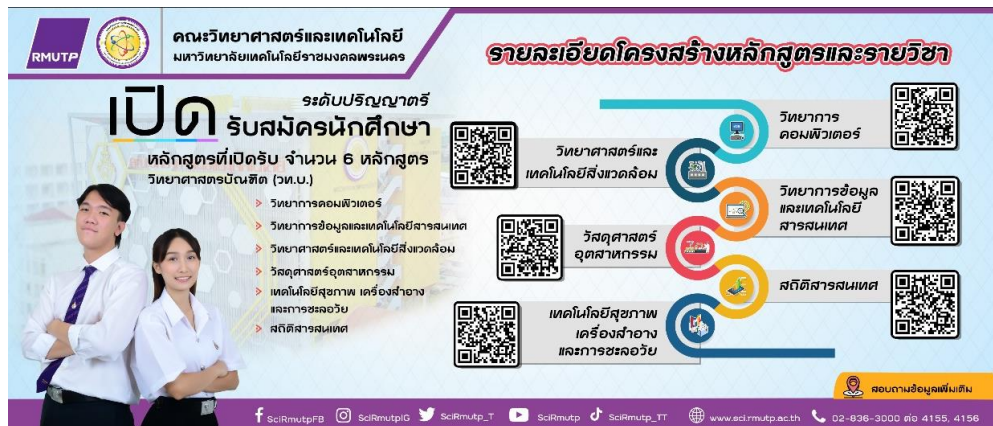 RMUTP
คณะวิทยาศาสตร์และเทคโนโลยี
มหาวิทยาลัยเทคโนโลยีราชมงคลพระนคร
ระดับปริญญาตรี
เปิด รับสมัครนักศึกษา
หลักสูตรที่เปิดรับ จำนวน 6 หลักสูตร
วิทยาศาสตรบัณฑิต (วท.บ.)
วิทยาการคอมพิวเตอร์
วิทยาการข้อมูลและเทคโนโลยีสารสนเทศ
วิทยาศาสตร์และเทคโนโลยีสิ่งแวดล้อม
วัสดุศาสตร์อุตสาหกรรม
เทคโนโลยีสุขภาพ เครื่องสำอาง
และการชะลอวัย
สถิติสารสนเทศ
รายละเอียดโครงสร้างหลักสูตรและรายวิชา
วิทยาการ
คอมพิวเตอร์
วิทยาศาสตร์และ
เทคโนโลยีสิ่งแวดล้อม
วิทยาการข้อมูล
และเทคโนโลยี
สารสนเทศ
วัสดุศาสตร์
อุตสาหกรรม
สถิติสารสนเทศ
เทคโนโลยีสุขภาพ
เครื่องสำอาง
และการชะลอวัย
สอบถามข้อมูลเพิ่มเติม
SciRmutpFB SciRmutpIG SciRmutp_T SciRmutp SciRmutp_TT www.sci.rmutp.ac.th 02-836-3000 ต่อ 4155, 4156